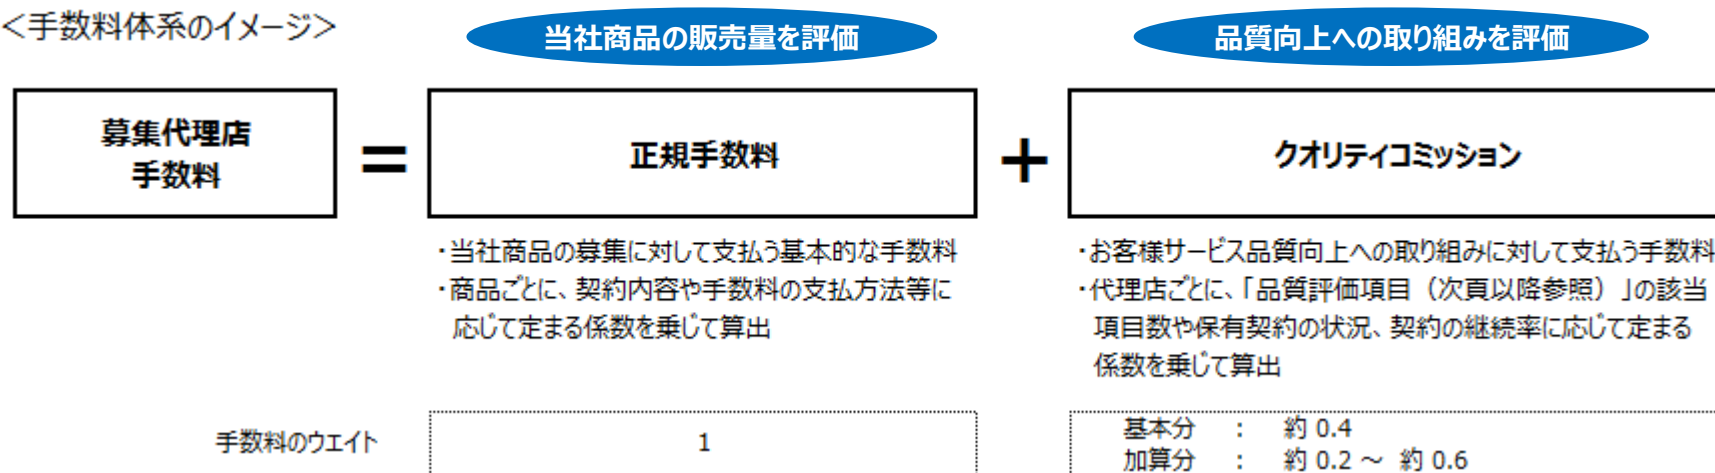 <手数料体系のイメージ>
当社商品の販売量を評価
品質向上への取り組みを評価
募集代理店
手数料
=
正規手数料
+
クオリティコミッション
・当社商品の募集に対して支払う基本的な手数料
・商品ごとに、契約内容や手数料の支払方法等に
応じて定まる係数を乗じて算出
・お客様サービス品質向上への取り組みに対して支払う手数料
・代理店ごとに、「品質評価項目（次頁以降参照）」の該当
項目数や保有契約の状況、契約の継続率に応じて定まる
係数を乗じて算出
手数料のウエイト
1
基本分 : 約 0.4
加算分 : 約 0.2 ～ 約 0.6